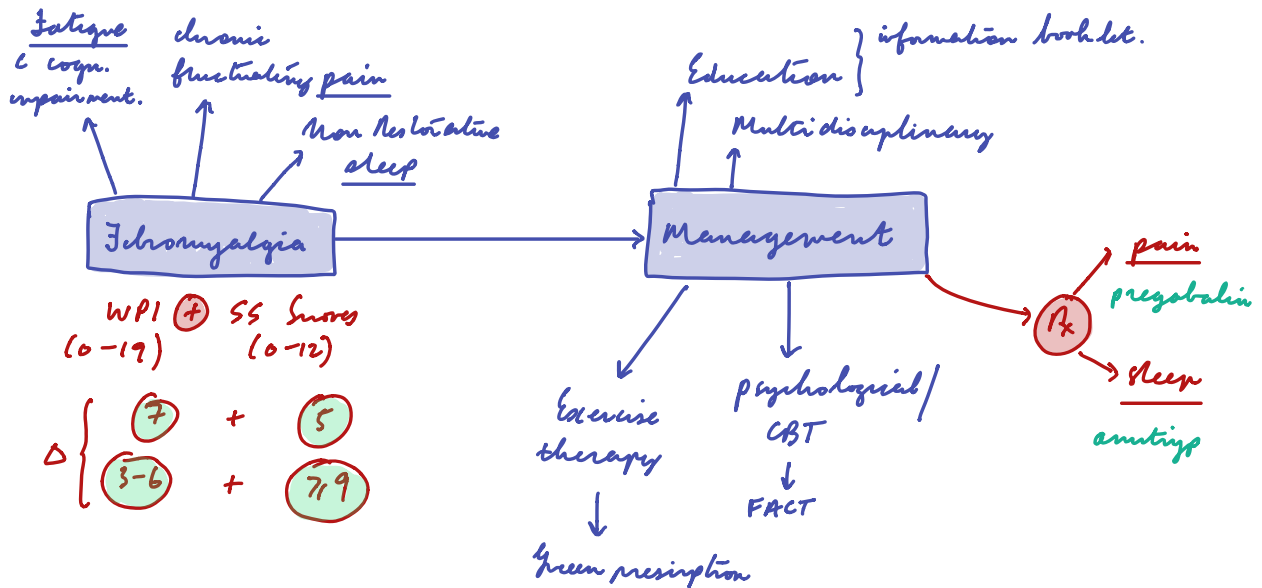 Fatigue
c cogn.
impairment.
chronic
fluctuating pain
Non Restorative
sleep
Fibromyalgia
WPI + SS Scores
(0-19) (0-12)
Δ { 7 + 5
3-6 + ≥9
Education } information booklet.
Multidisciplinary
Management
Exercise
therapy
Green presription
psychological/
CBT
FACT
Rx
pain
pregabalin
sleep
amitryp